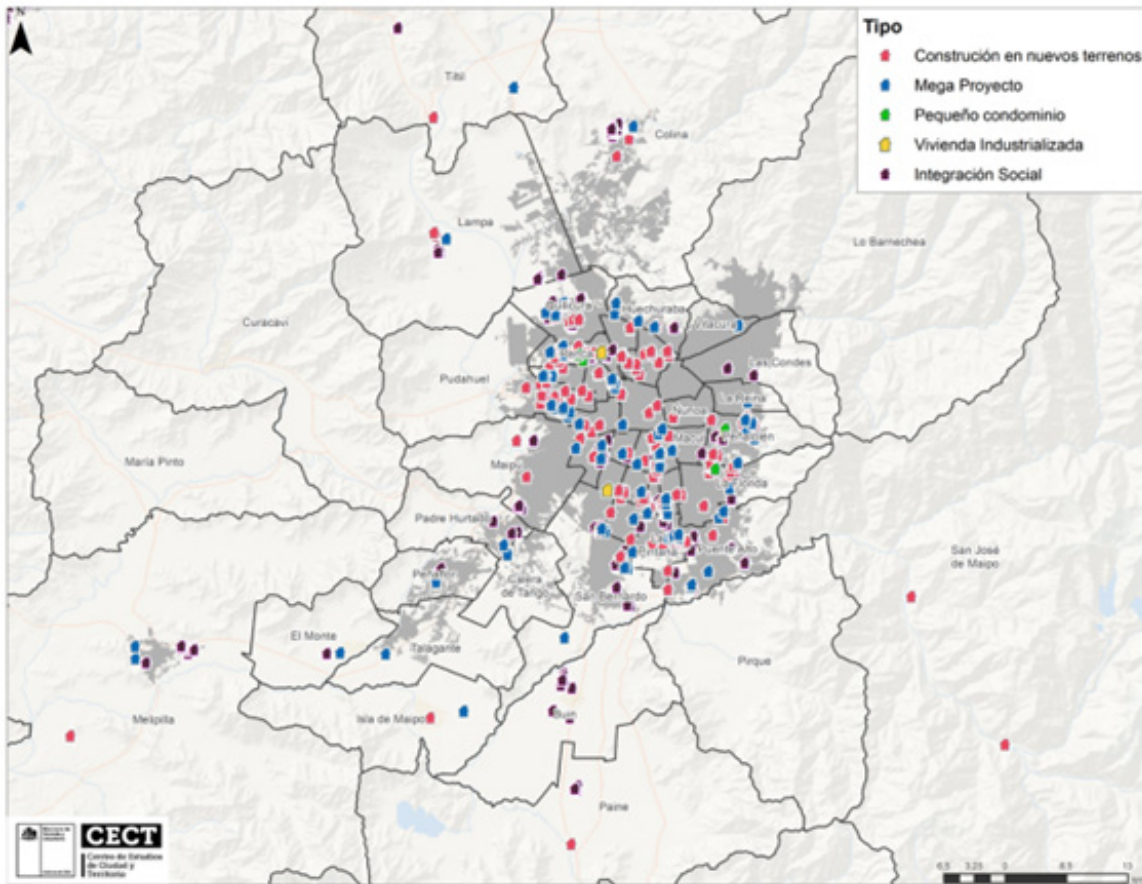 N
Tipo
Construción en nuevos terrenos
Mega Proyecto
Pequeño condominio
Vivienda Industrializada
Integración Social
Tiltil
Colina
Lampa
Lo Barnechea
Curacaví
Huechuraba
Vitacura
Las Condes
Pudahuel
La Reina
Ñuñoa
María Pinto
Maipú
La Florida
Padre Hurtado
Puente Alto
San José
de Maipo
Peñaflor
Calera
de Tango
San Bernardo
El Monte
Talagante
Pirque
Melipilla
Isla de Maipo
Buin
Paine
CECT
Centro de Estudios
de Ciudad y
Territorio
6,5 3,25 0 6,5 13